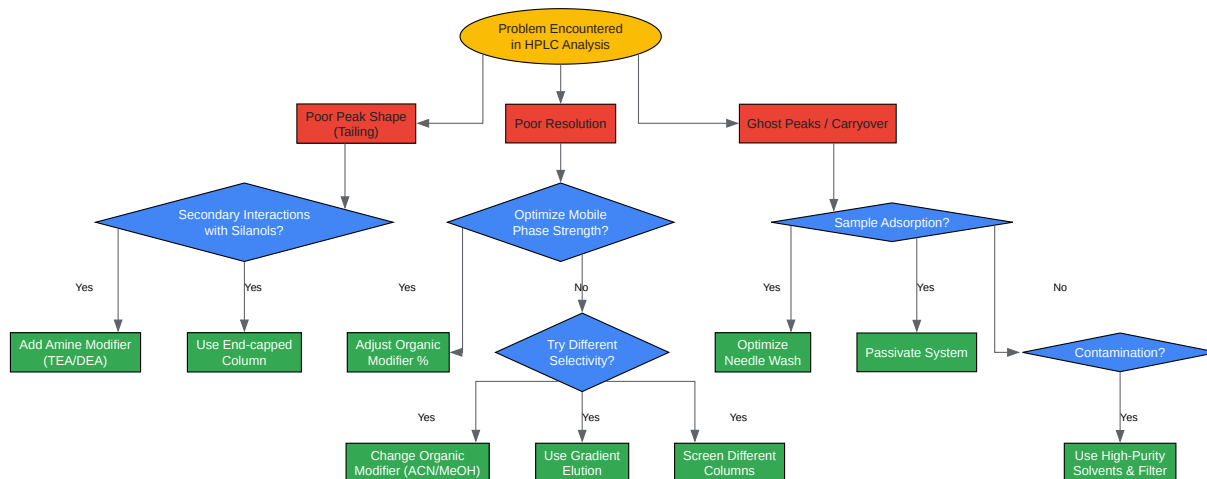 Problem Encountered
in HPLC Analysis
Poor Peak Shape
(Tailing)
Poor Resolution
Ghost Peaks / Carryover
Secondary Interactions
with Silanols?
Optimize Mobile
Phase Strength?
Sample Adsorption?
Yes
Yes
Yes
No
Yes
Yes
No
Add Amine Modifier
(TEA/DEA)
Use End-capped
Column
Adjust Organic
Modifier %
Try Different
Selectivity?
Optimize
Needle Wash
Passivate System
Contamination?
Yes
Yes
Yes
Yes
Change Organic
Modifier (ACN/MeOH)
Use Gradient
Elution
Screen Different
Columns
Use High-Purity
Solvents & Filter